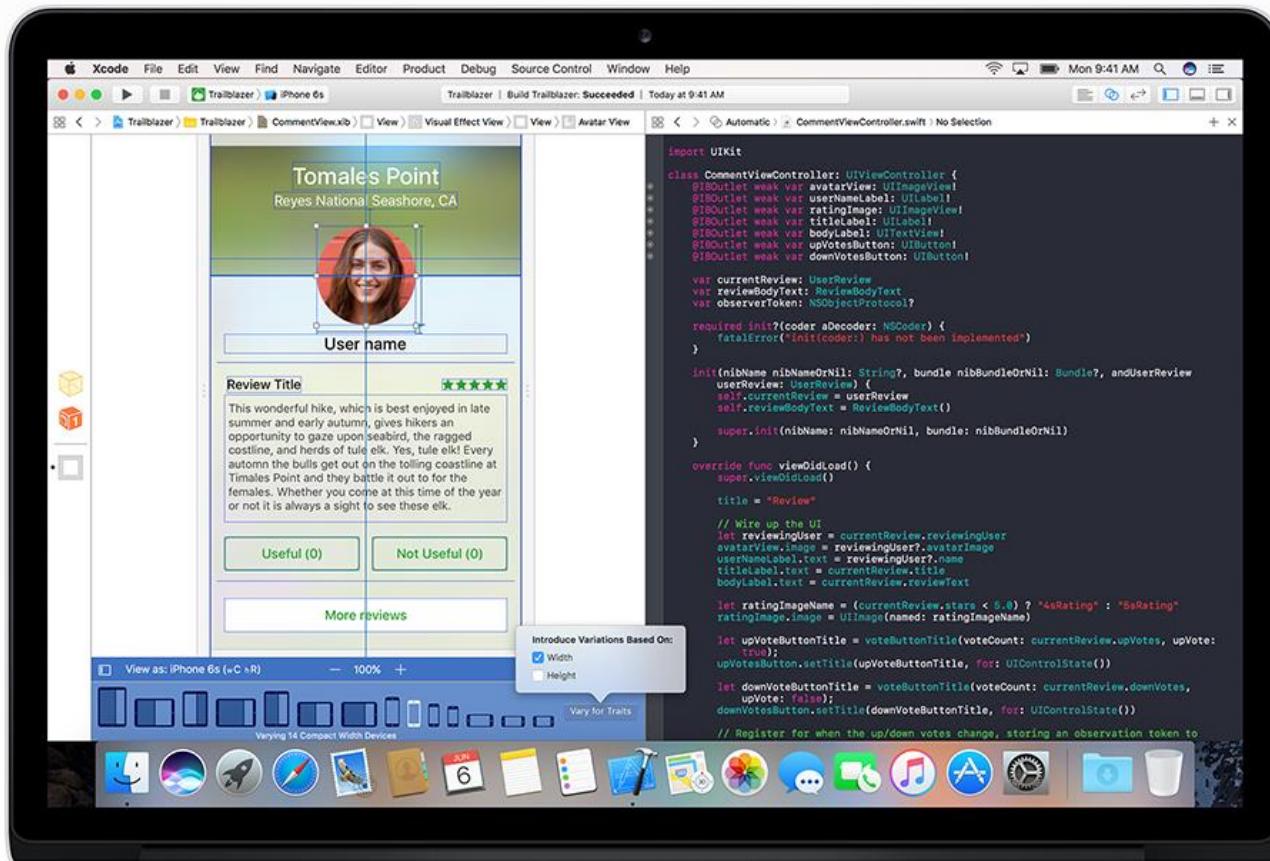 Xcode File Edit View Find Navigate Editor Product Debug Source Control Window Help Mon 9:41 AM
Trailblazer iPhone 6s Trailblazer | Build Trailblazer: Succeeded | Today at 9:41 AM
Trailblazer Trailblazer CommentView.xib View Visual Effect View View Avatar View
Automatic CommentViewController.swift No Selection
Tomales Point
Reyes National Seashore, CA
User name
Review Title
This wonderful hike, which is best enjoyed in late
summer and early autumn, gives hikers an
opportunity to gaze upon seabird, the ragged
costline, and herds of tule elk. Yes, tule elk! Every
automn the bulls get out on the tolling coastline at
Timales Point and they battle it out to for the
females. Whether you come at this time of the year
or not it is always a sight to see these elk.
Useful (0) Not Useful (0)
More reviews
Introduce Variations Based On:
Width
Height
View as: iPhone 6s (wC hR) — 100% +
Vary for Traits
Varying 14 Compact Width Devices
import UIKit
class CommentViewController: UIViewController {
@IBOutlet weak var avatarView: UIImageView!
@IBOutlet weak var userNameLabel: UILabel!
@IBOutlet weak var ratingImage: UIImageView!
@IBOutlet weak var titleLabel: UILabel!
@IBOutlet weak var bodyLabel: UITextView!
@IBOutlet weak var upVotesButton: UIButton!
@IBOutlet weak var downVotesButton: UIButton!
var currentReview: UserReview
var reviewBodyText: ReviewBodyText
var observerToken: NSObjectProtocol?
required init?(coder aDecoder: NSCoder) {
fatalError("init(coder:) has not been implemented")
}
init(nibName nibNameOrNil: String?, bundle nibBundleOrNil: Bundle?, andUserReview
userReview: UserReview) {
self.currentReview = userReview
self.reviewBodyText = ReviewBodyText()
super.init(nibName: nibNameOrNil, bundle: nibBundleOrNil)
}
override func viewDidLoad() {
super.viewDidLoad()
title = "Review"
// Wire up the UI
let reviewingUser = currentReview.reviewingUser
avatarView.image = reviewingUser?.avatarImage
userNameLabel.text = reviewingUser?.name
titleLabel.text = currentReview.title
bodyLabel.text = currentReview.reviewText
let ratingImageName = (currentReview.stars < 5.0) ? "4sRating" : "5sRating"
ratingImage.image = UIImage(named: ratingImageName)
let upVoteButtonTitle = voteButtonTitle(voteCount: currentReview.upVotes, upVote:
true);
upVotesButton.setTitle(upVoteButtonTitle, for: UIControlState())
let downVoteButtonTitle = voteButtonTitle(voteCount: currentReview.downVotes,
upVote: false);
downVotesButton.setTitle(downVoteButtonTitle, for: UIControlState())
// Register for when the up/down votes change, storing an observation token to
JUN
6